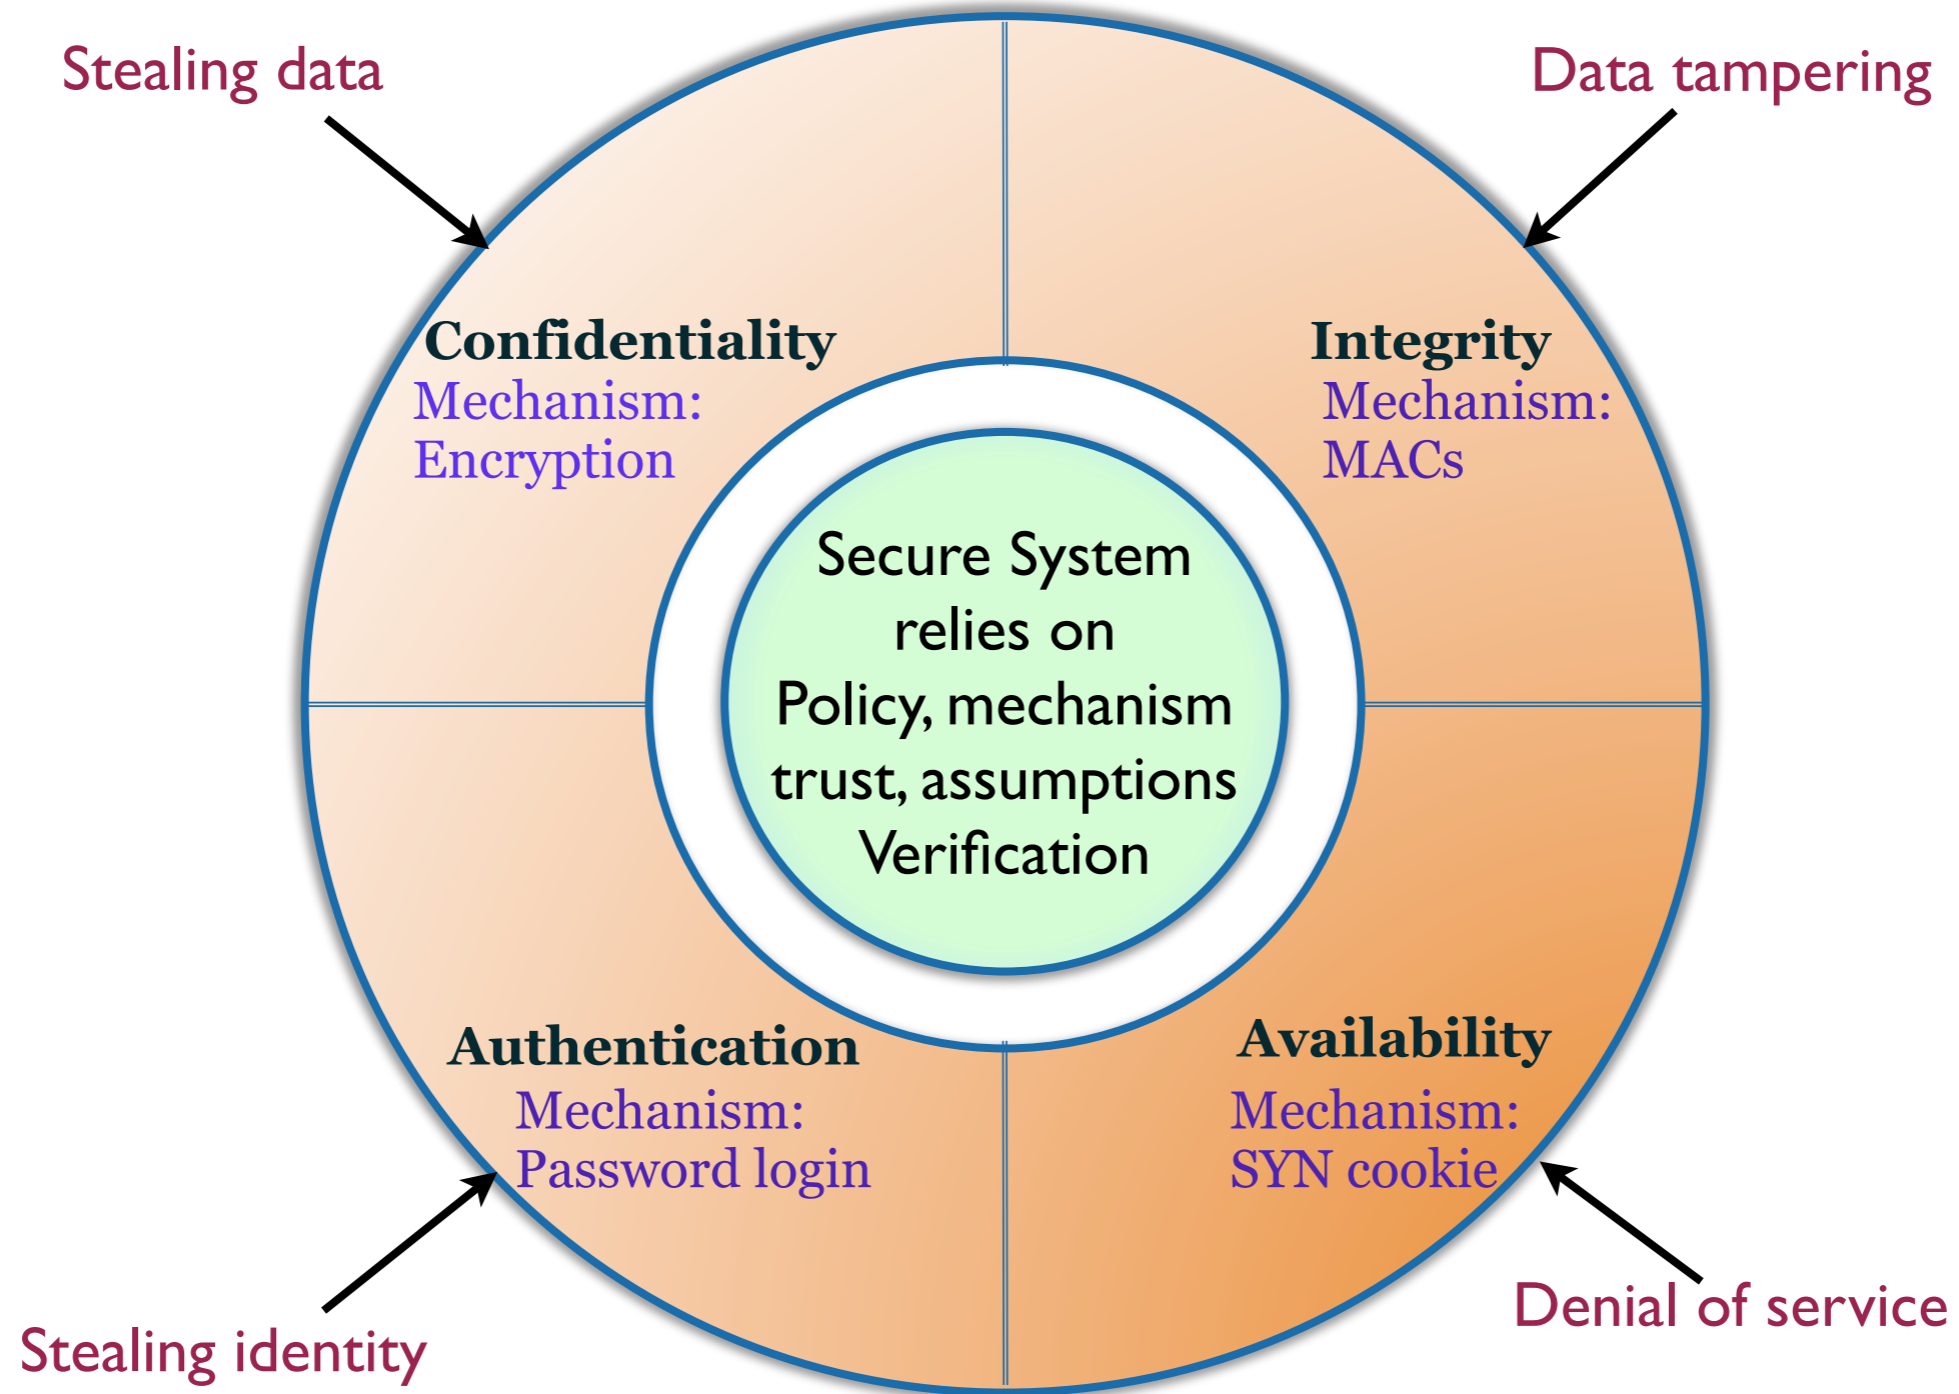 Stealing data
Data tampering
Confidentiality
Mechanism:
Encryption
Integrity
Mechanism:
MACs
Secure System
relies on
Policy, mechanism
trust, assumptions
Verification
Authentication
Mechanism:
Password login
Availability
Mechanism:
SYN cookie
Stealing identity
Denial of service